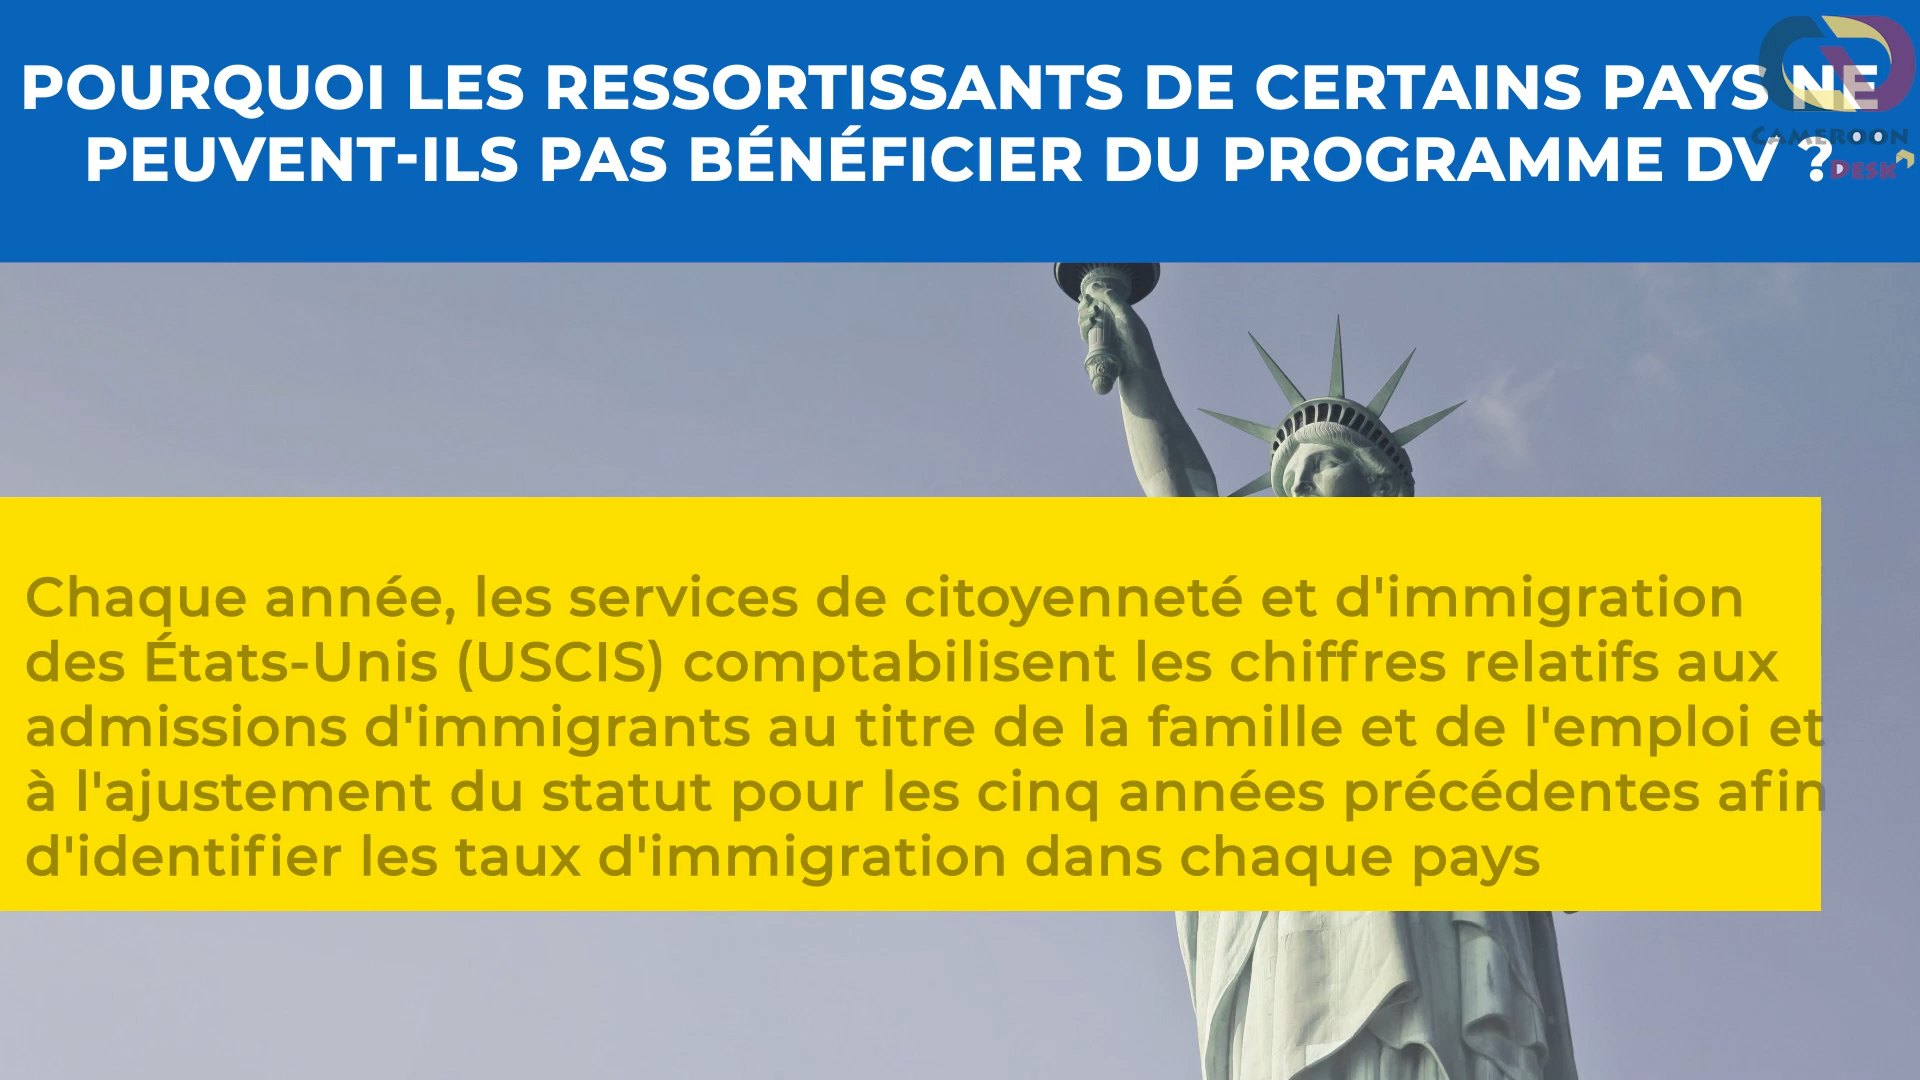 POURQUOI LES RESSORTISSANTS DE CERTAINS PAYS NE
PEUVENT-ILS PAS BÉNÉFICIER DU PROGRAMME DV ?
CAMEROON
DESK
Chaque année, les services de citoyenneté et d'immigration
des États-Unis (USCIS) comptabilisent les chiffres relatifs aux
admissions d'immigrants au titre de la famille et de l'emploi et
à l'ajustement du statut pour les cinq années précédentes afin
d'identifier les taux d'immigration dans chaque pays